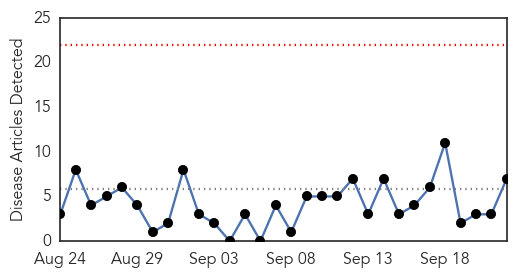 25
20
15
10
5
0
Disease Articles Detected
Aug 24
Aug 29
Sep 03
Sep 08
Sep 13
Sep 18